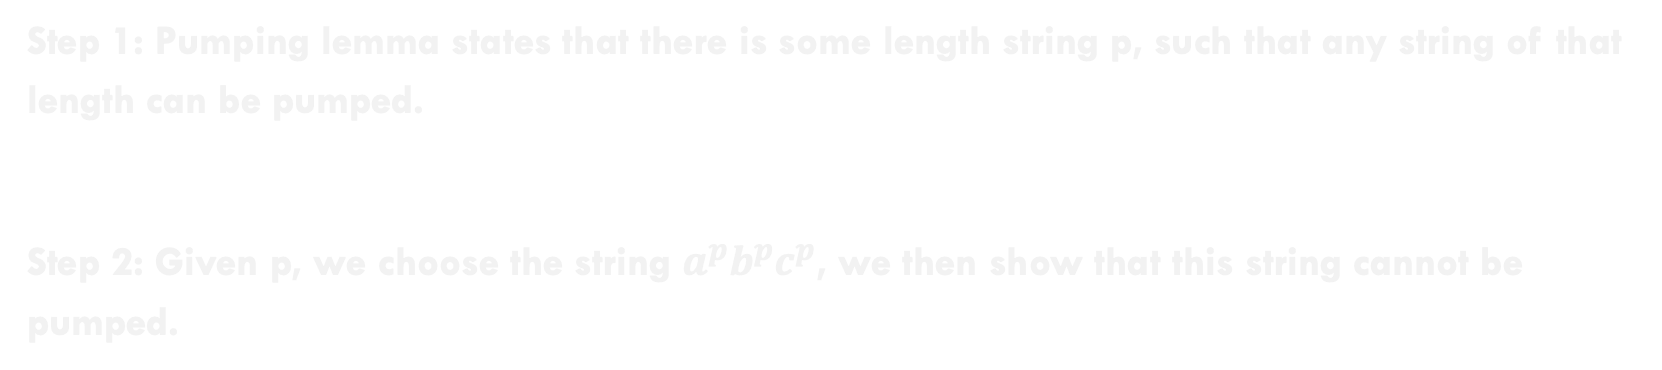 Step 1: Pumping lemma states that there is some length string p, such that any string of that
length can be pumped.
Step 2: Given p, we choose the string $a^p b^p c^p$, we then show that this string cannot be
pumped.